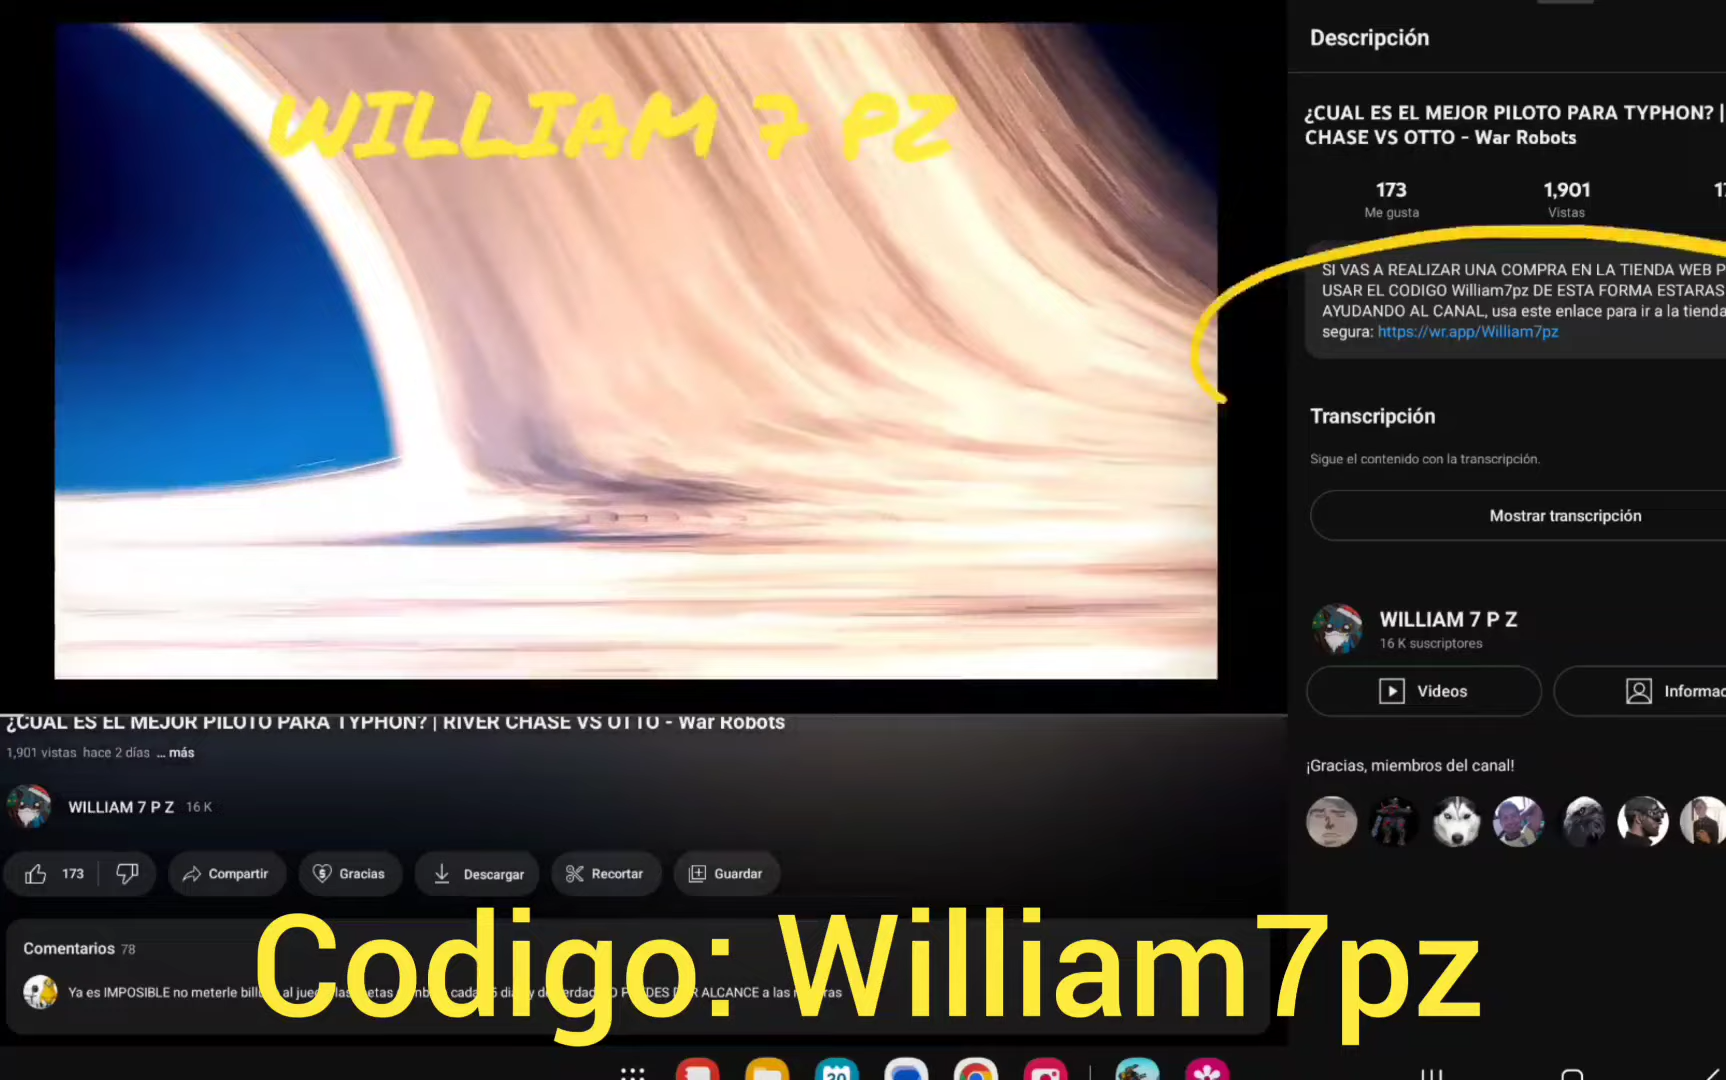 WILLIAM 7 PZ
¿CUAL ES EL MEJOR PILOTO PARA TYPHON? | RIVER CHASE VS OTTO - War Robots
1,901 vistas hace 2 días ... más
WILLIAM 7 P Z 16 K
173
Compartir
Gracias
Descargar
Recortar
Guardar
Comentarios 78
Ya es IMPOSIBLE no meterle al ALCANCE a las
Codigo: William7pz
20
Descripción
¿CUAL ES EL MEJOR PILOTO PARA TYPHON? |
CHASE VS OTTO - War Robots
173 1,901
Me gusta Vistas
SI VAS A REALIZAR UNA COMPRA EN LA TIENDA WEB
USAR EL CODIGO William7pz DE ESTA FORMA ESTARAS
AYUDANDO AL CANAL, usa este enlace para ir a la tienda
segura: https://wr.app/William7pz
Transcripción
Sigue el contenido con la transcripción.
Mostrar transcripción
WILLIAM 7 P Z
16 K suscriptores
Videos
¡Gracias, miembros del canal!